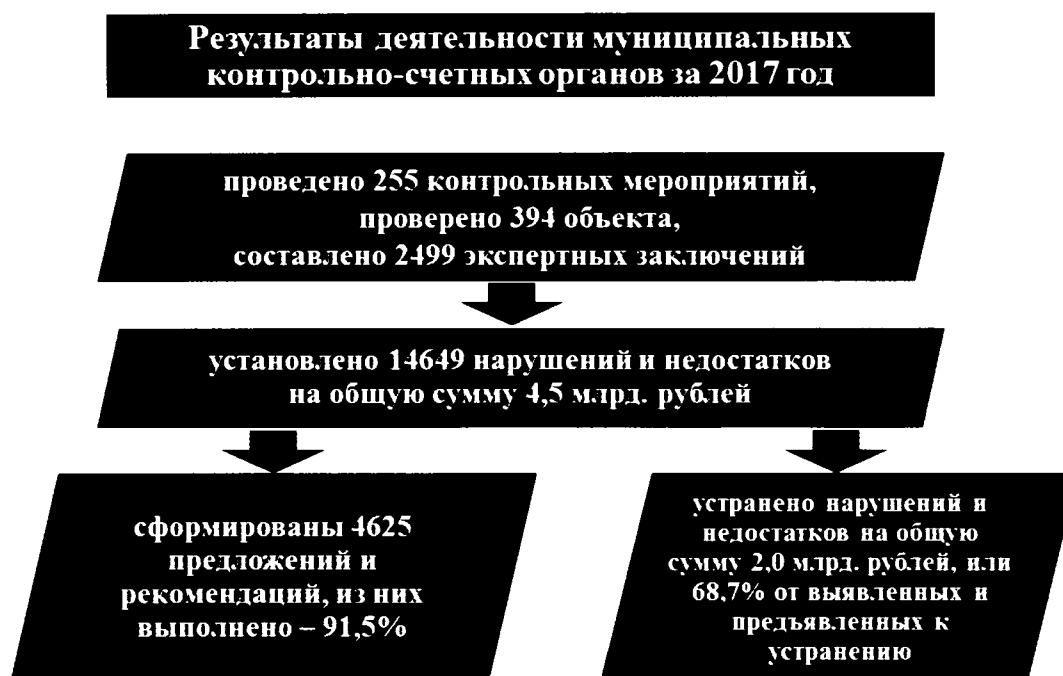 Результаты деятельности муниципальных
контрольно-счетных органов за 2017 год
проведено 255 контрольных мероприятий,
проверено 394 объекта,
составлено 2499 экспертных заключений
установлено 14649 нарушений и недостатков
на общую сумму 4,5 млрд. рублей
сформированы 4625
предложений и
рекомендаций, из них
выполнено – 91,5%
устранено нарушений и
недостатков на общую
сумму 2,0 млрд. рублей, или
68,7% от выявленных и
предъявленных к
устранению